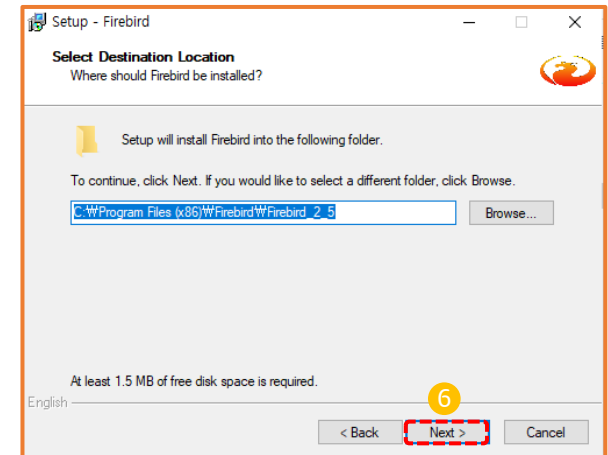 Setup - Firebird
Select Destination Location
Where should Firebird be installed?
Setup will install Firebird into the following folder.
To continue, click Next. If you would like to select a different folder, click Browse.
C:₩Program Files (x86)₩Firebird₩Firebird_2_5
Browse...
At least 1.5 MB of free disk space is required.
English
6
< Back
Next >
Cancel